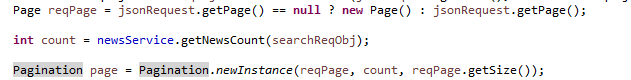 Page reqPage = jsonRequest.getPage() == null ? new Page() : jsonRequest.getPage();
int count = newsService.getNewsCount(searchReqObj);
Pagination page = Pagination.newInstance(reqPage, count, reqPage.getSize());